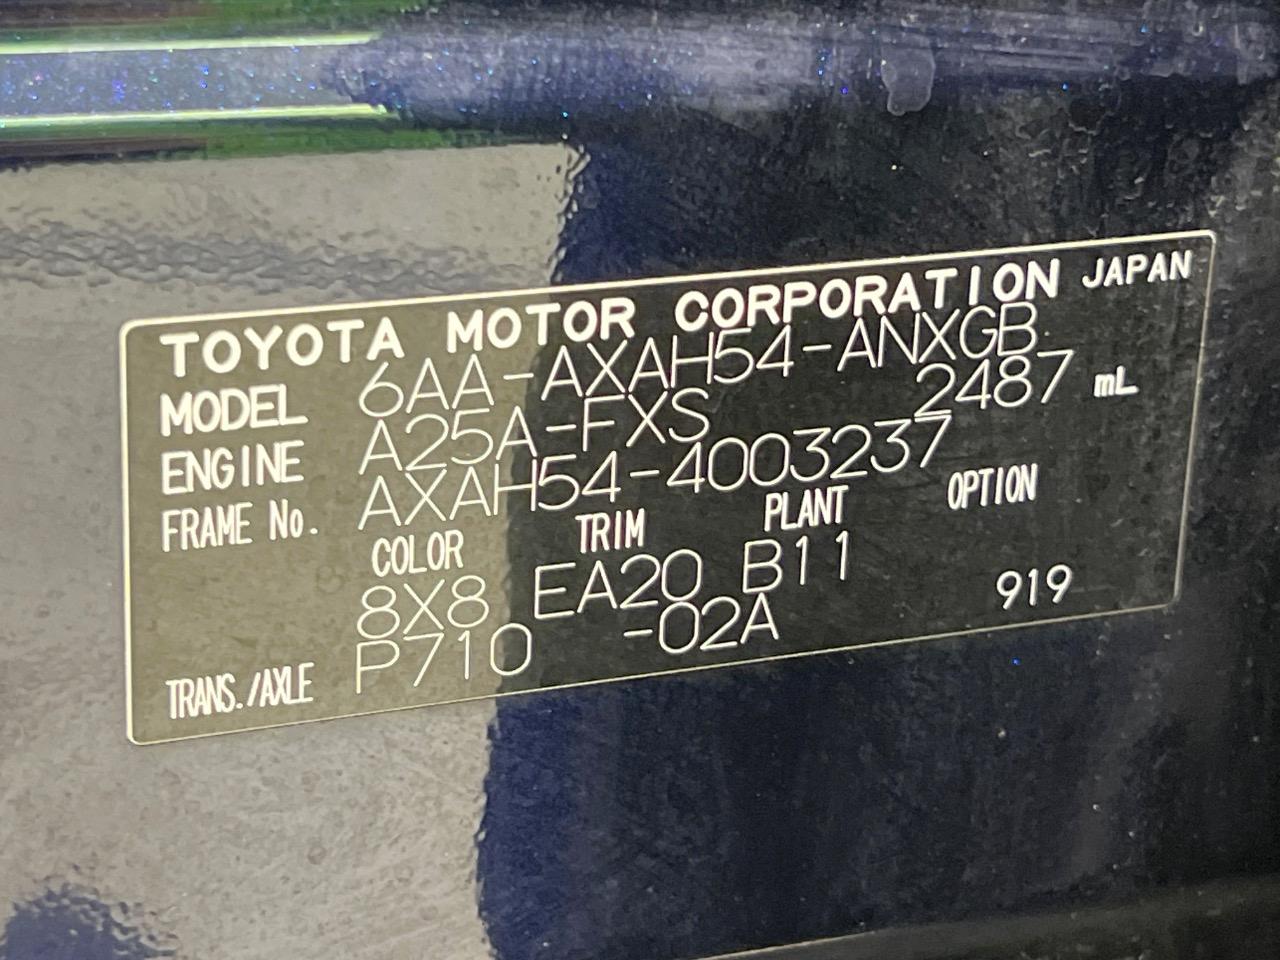 TOYOTA MOTOR CORPORATION JAPAN
MODEL 6AA-AXAH54-ANXGB
ENGINE A25A-FXS 2487 mL
FRAME No. AXAH54-4003237
COLOR TRIM PLANT OPTION
8X8 EA20 B11
TRANS./AXLE P710 -02A 919